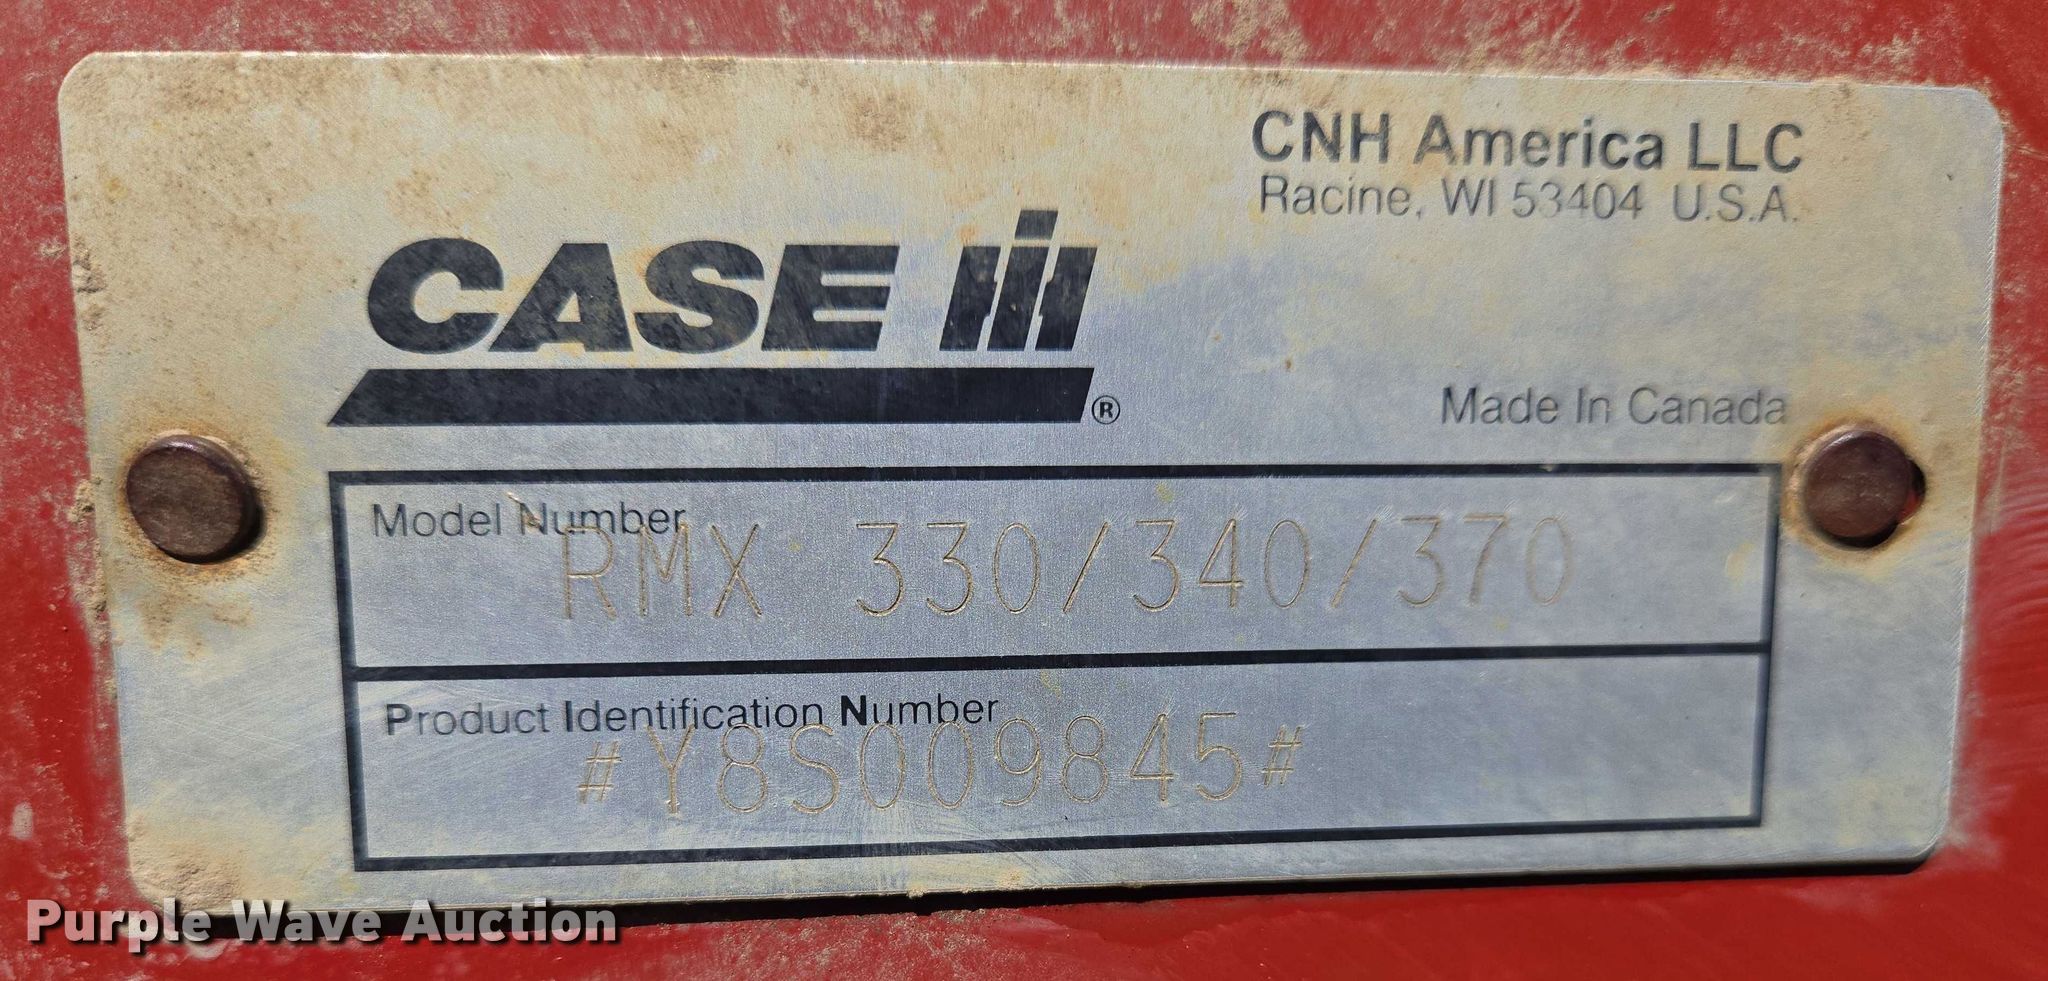 CNH America LLC
Racine, WI 53404 U.S.A.
CASE IH ®
Made In Canada
Model Number
RMX 330/340/370
Product Identification Number
#Y8S009845#
Purple Wave Auction